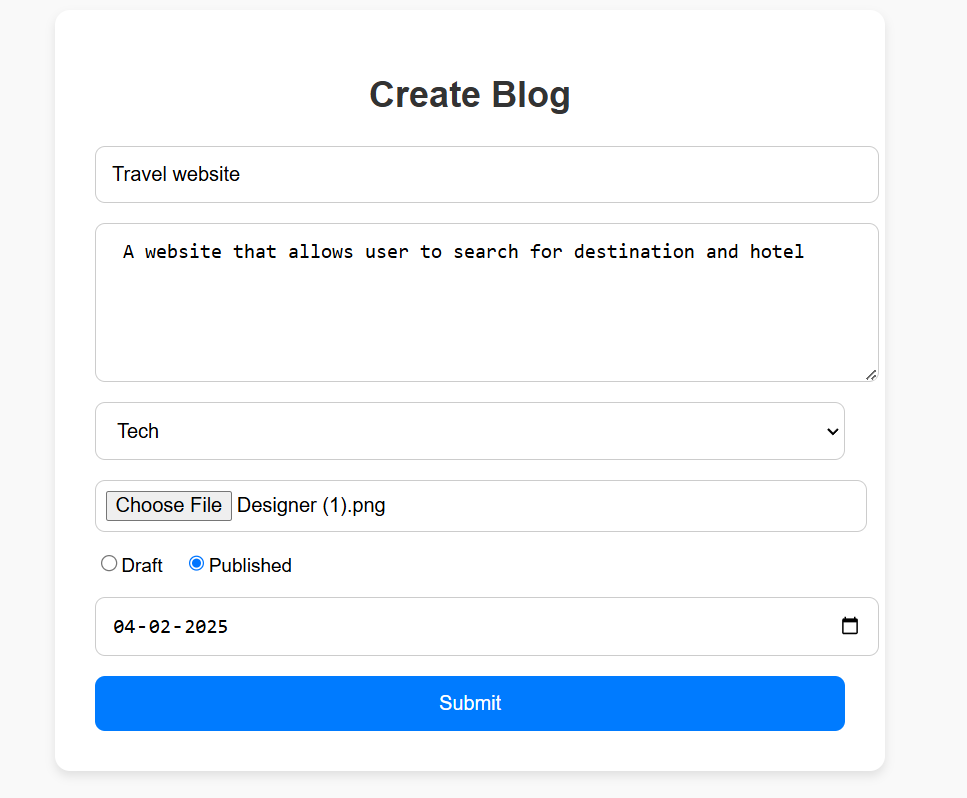 Create Blog
Travel website
A website that allows user to search for destination and hotel
Tech
Choose File Designer (1).png
Draft Published
04-02-2025
Submit